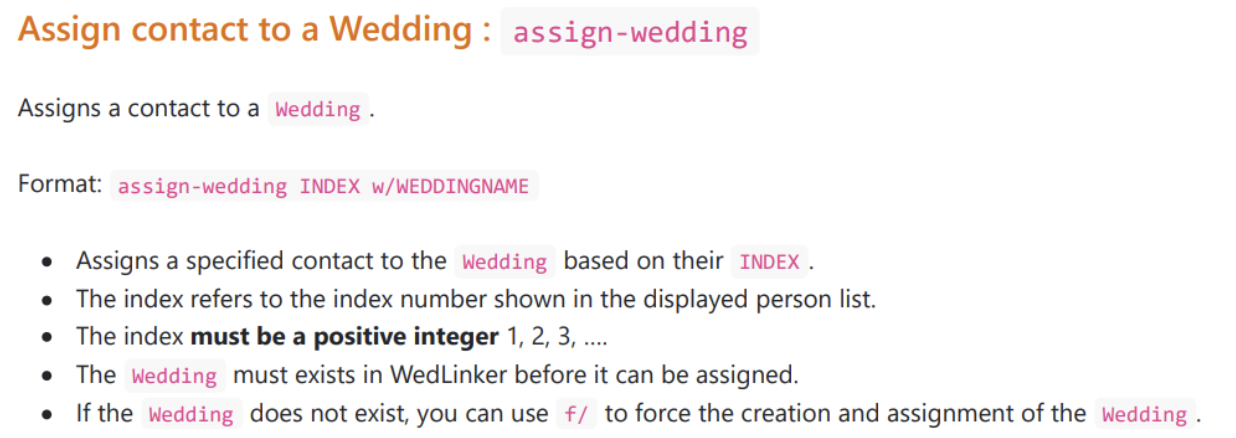 Assign contact to a Wedding : assign-wedding
Assigns a contact to a Wedding .
Format: assign-wedding INDEX w/WEDDINGNAME
• Assigns a specified contact to the Wedding based on their INDEX .
• The index refers to the index number shown in the displayed person list.
• The index must be a positive integer 1, 2, 3, ....
• The Wedding must exists in WedLinker before it can be assigned.
• If the Wedding does not exist, you can use f/ to force the creation and assignment of the Wedding .